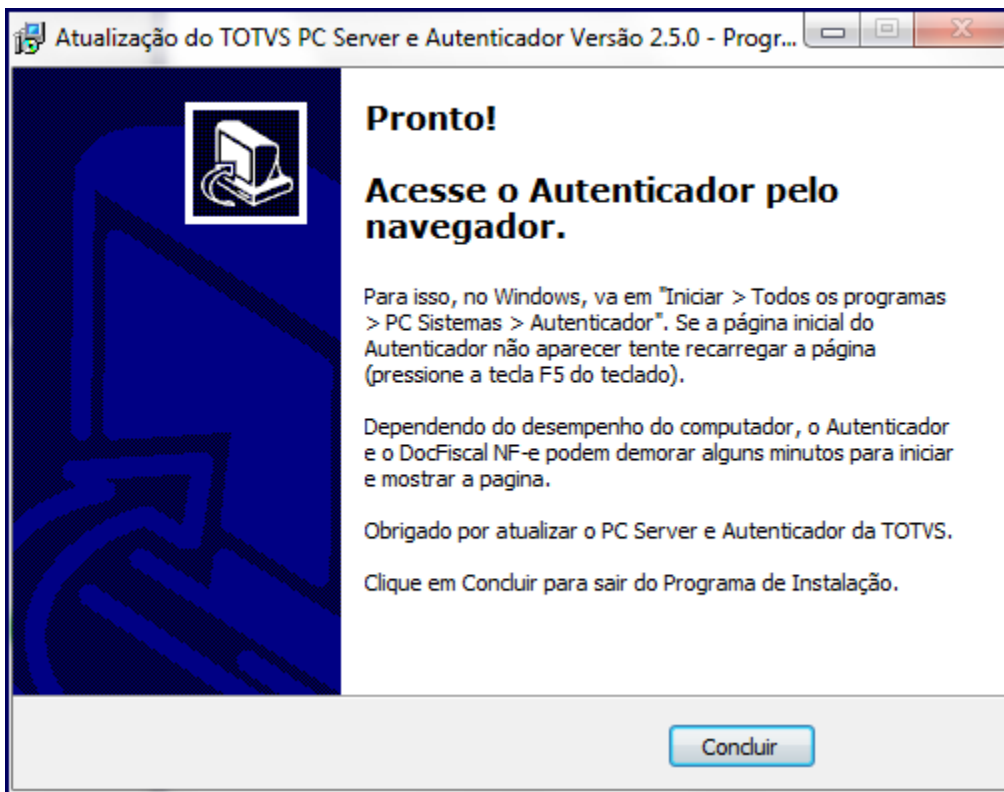 Atualização do TOTVS PC Server e Autenticador Versão 2.5.0 - Progr...
Pronto!
Acesse o Autenticador pelo
navegador.
Para isso, no Windows, va em "Iniciar > Todos os programas
> PC Sistemas > Autenticador". Se a página inicial do
Autenticador não aparecer tente recarregar a página
(pressione a tecla F5 do teclado).
Dependendo do desempenho do computador, o Autenticador
e o DocFiscal NF-e podem demorar alguns minutos para iniciar
e mostrar a pagina.
Obrigado por atualizar o PC Server e Autenticador da TOTVS.
Clique em Concluir para sair do Programa de Instalação.
Concluir